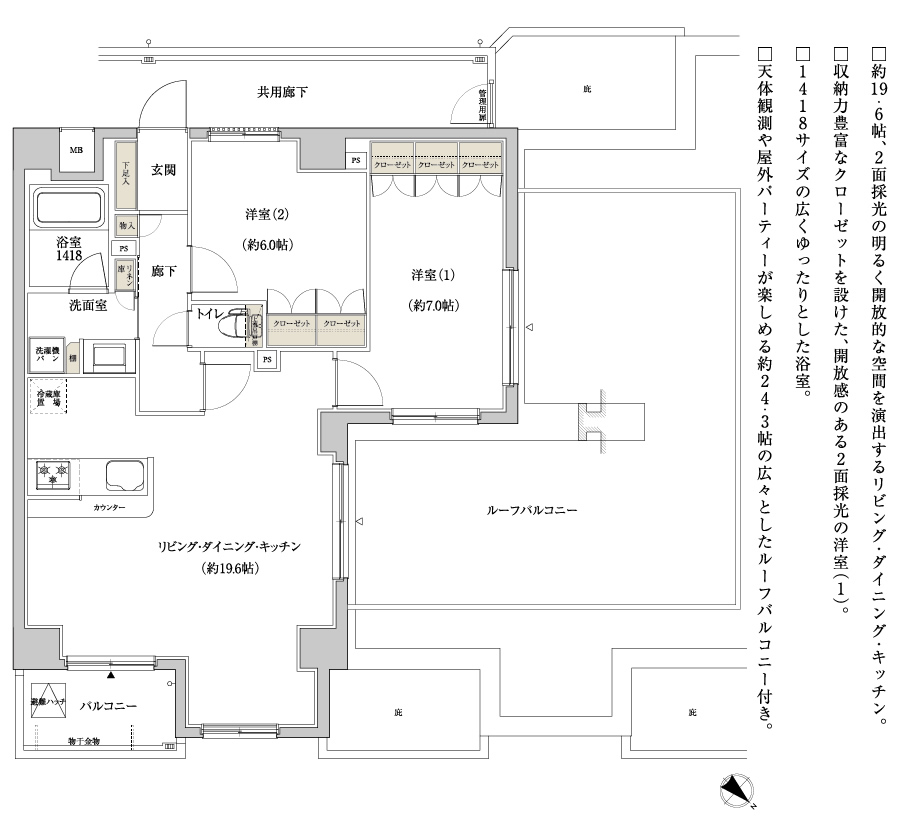 □約19.6帖、2面採光の明るく開放的な空間を演出するリビング・ダイニング・キッチン。
□収納力豊富なクローゼットを設けた、開放感のある2面採光の洋室(1)。
□1418サイズの広くゆったりとした浴室。
□天体観測や屋外パーティーが楽しめる約24.3帖の広々としたルーフバルコニー付き。
共用廊下
管理用扉
庇
MB
下足入
玄関
PS
クローゼット
クローゼット
クローゼット
洋室(2)
(約6.0帖)
浴室
1418
物入
PS
リネン庫
廊下
洋室(1)
(約7.0帖)
洗面室
トイレ
吊戸棚
クローゼット
クローゼット
洗濯機
パン
棚
PS
冷蔵庫
置場
カウンター
リビング・ダイニング・キッチン
(約19.6帖)
ルーフバルコニー
避難ハッチ
バルコニー
物干金物
庇
庇
N